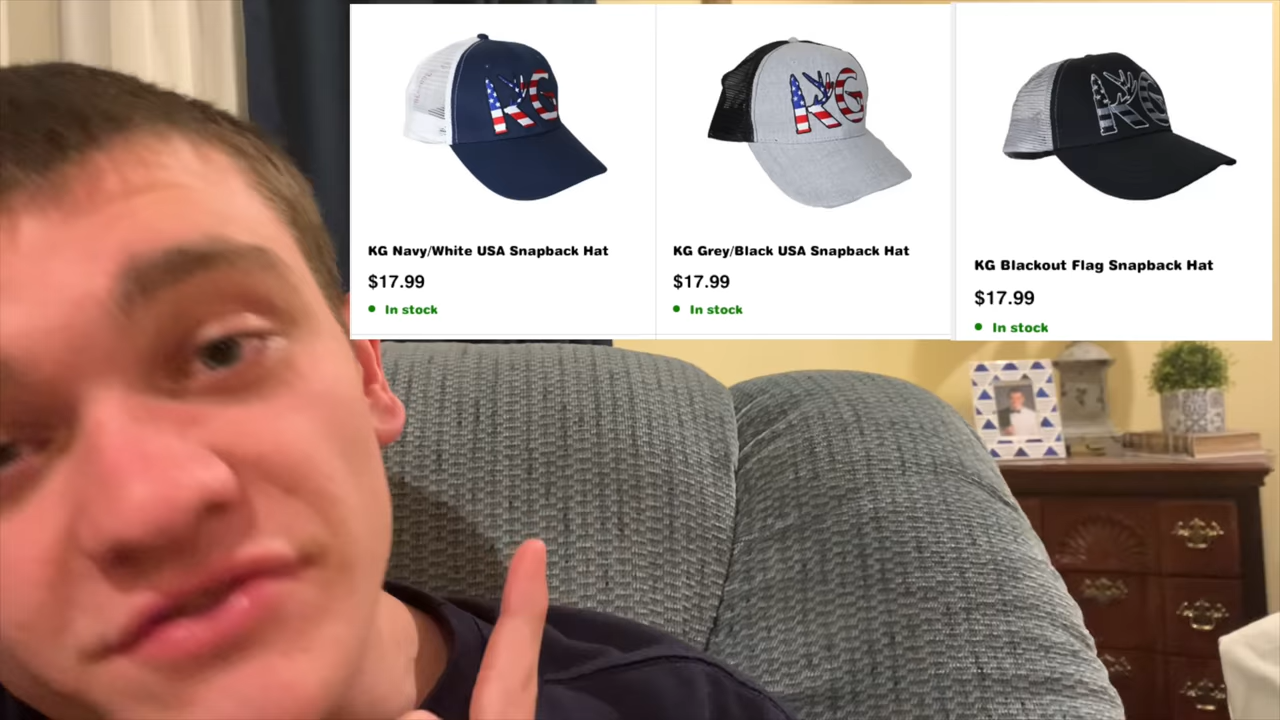 KG
KG
KG
KG Navy/White USA Snapback Hat
$17.99
In stock
KG Grey/Black USA Snapback Hat
$17.99
In stock
KG Blackout Flag Snapback Hat
$17.99
In stock